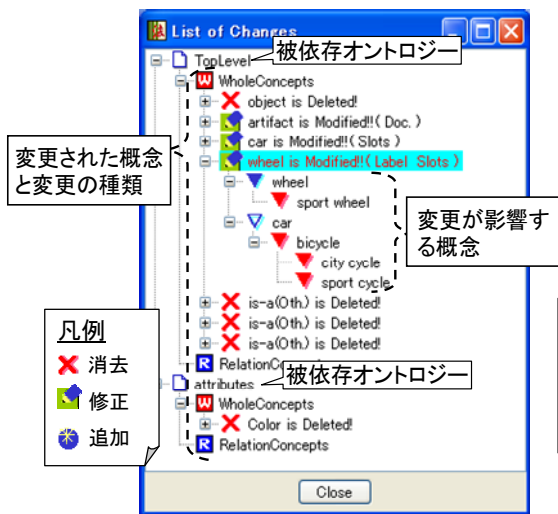 List of Changes
被依存オントロジー
TopLevel
WholeConcepts
object is Deleted!
artifact is Modified!!( Doc. )
car is Modified!!( Slots )
wheel is Modified!!( Label Slots )
変更された概念
と変更の種類
wheel
sport wheel
car
bicycle
city cycle
sport cycle
変更が影響す
る概念
is-a(Oth.) is Deleted!
is-a(Oth.) is Deleted!
is-a(Oth.) is Deleted!
凡例
消去
修正
追加
被依存オントロジー
attributes
WholeConcepts
Color is Deleted!
RelationConcepts
Close